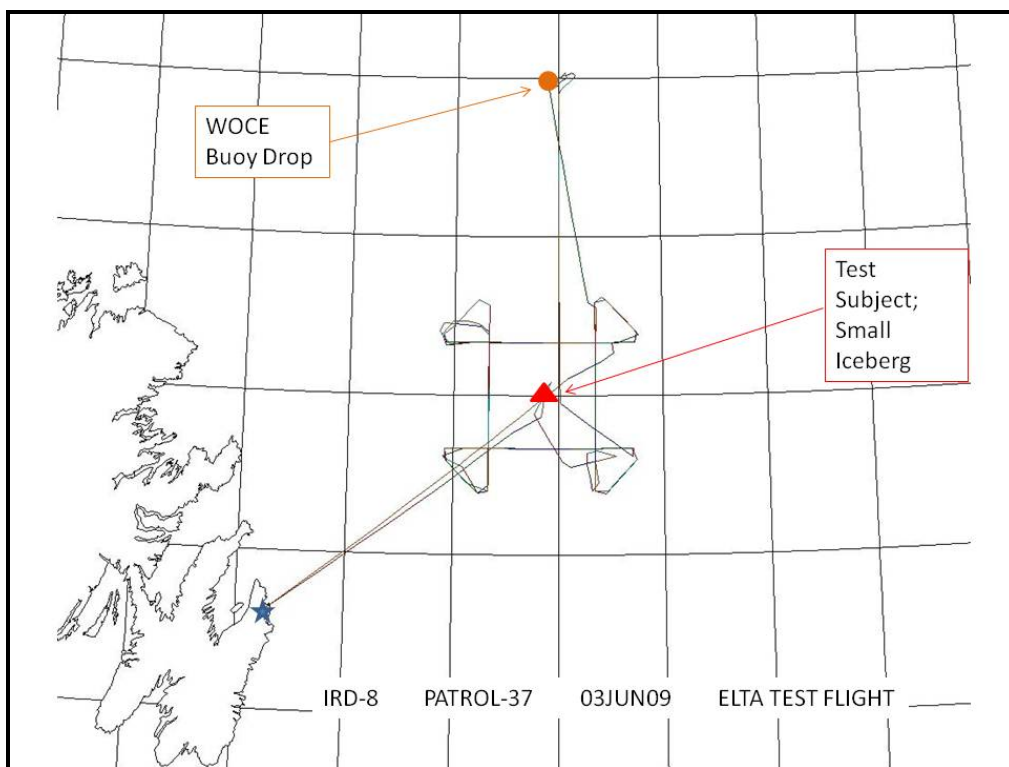 WOCE
Buoy Drop
Test
Subject;
Small
Iceberg
IRD-8 PATROL-37 03JUN09 ELTA TEST FLIGHT